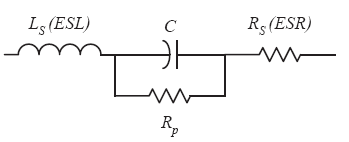 L_S (ESL)
C
R_S (ESR)
R_p